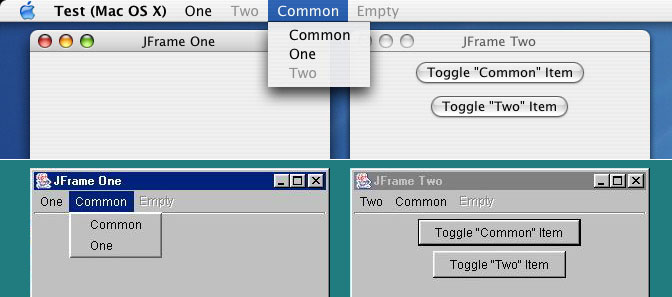 Test (Mac OS X) One Two Common Empty
Common
One
Two
JFrame One
JFrame Two
Toggle "Common" Item
Toggle "Two" Item
JFrame One
One Common Empty
Common
One
JFrame Two
Two Common Empty
Toggle "Common" Item
Toggle "Two" Item